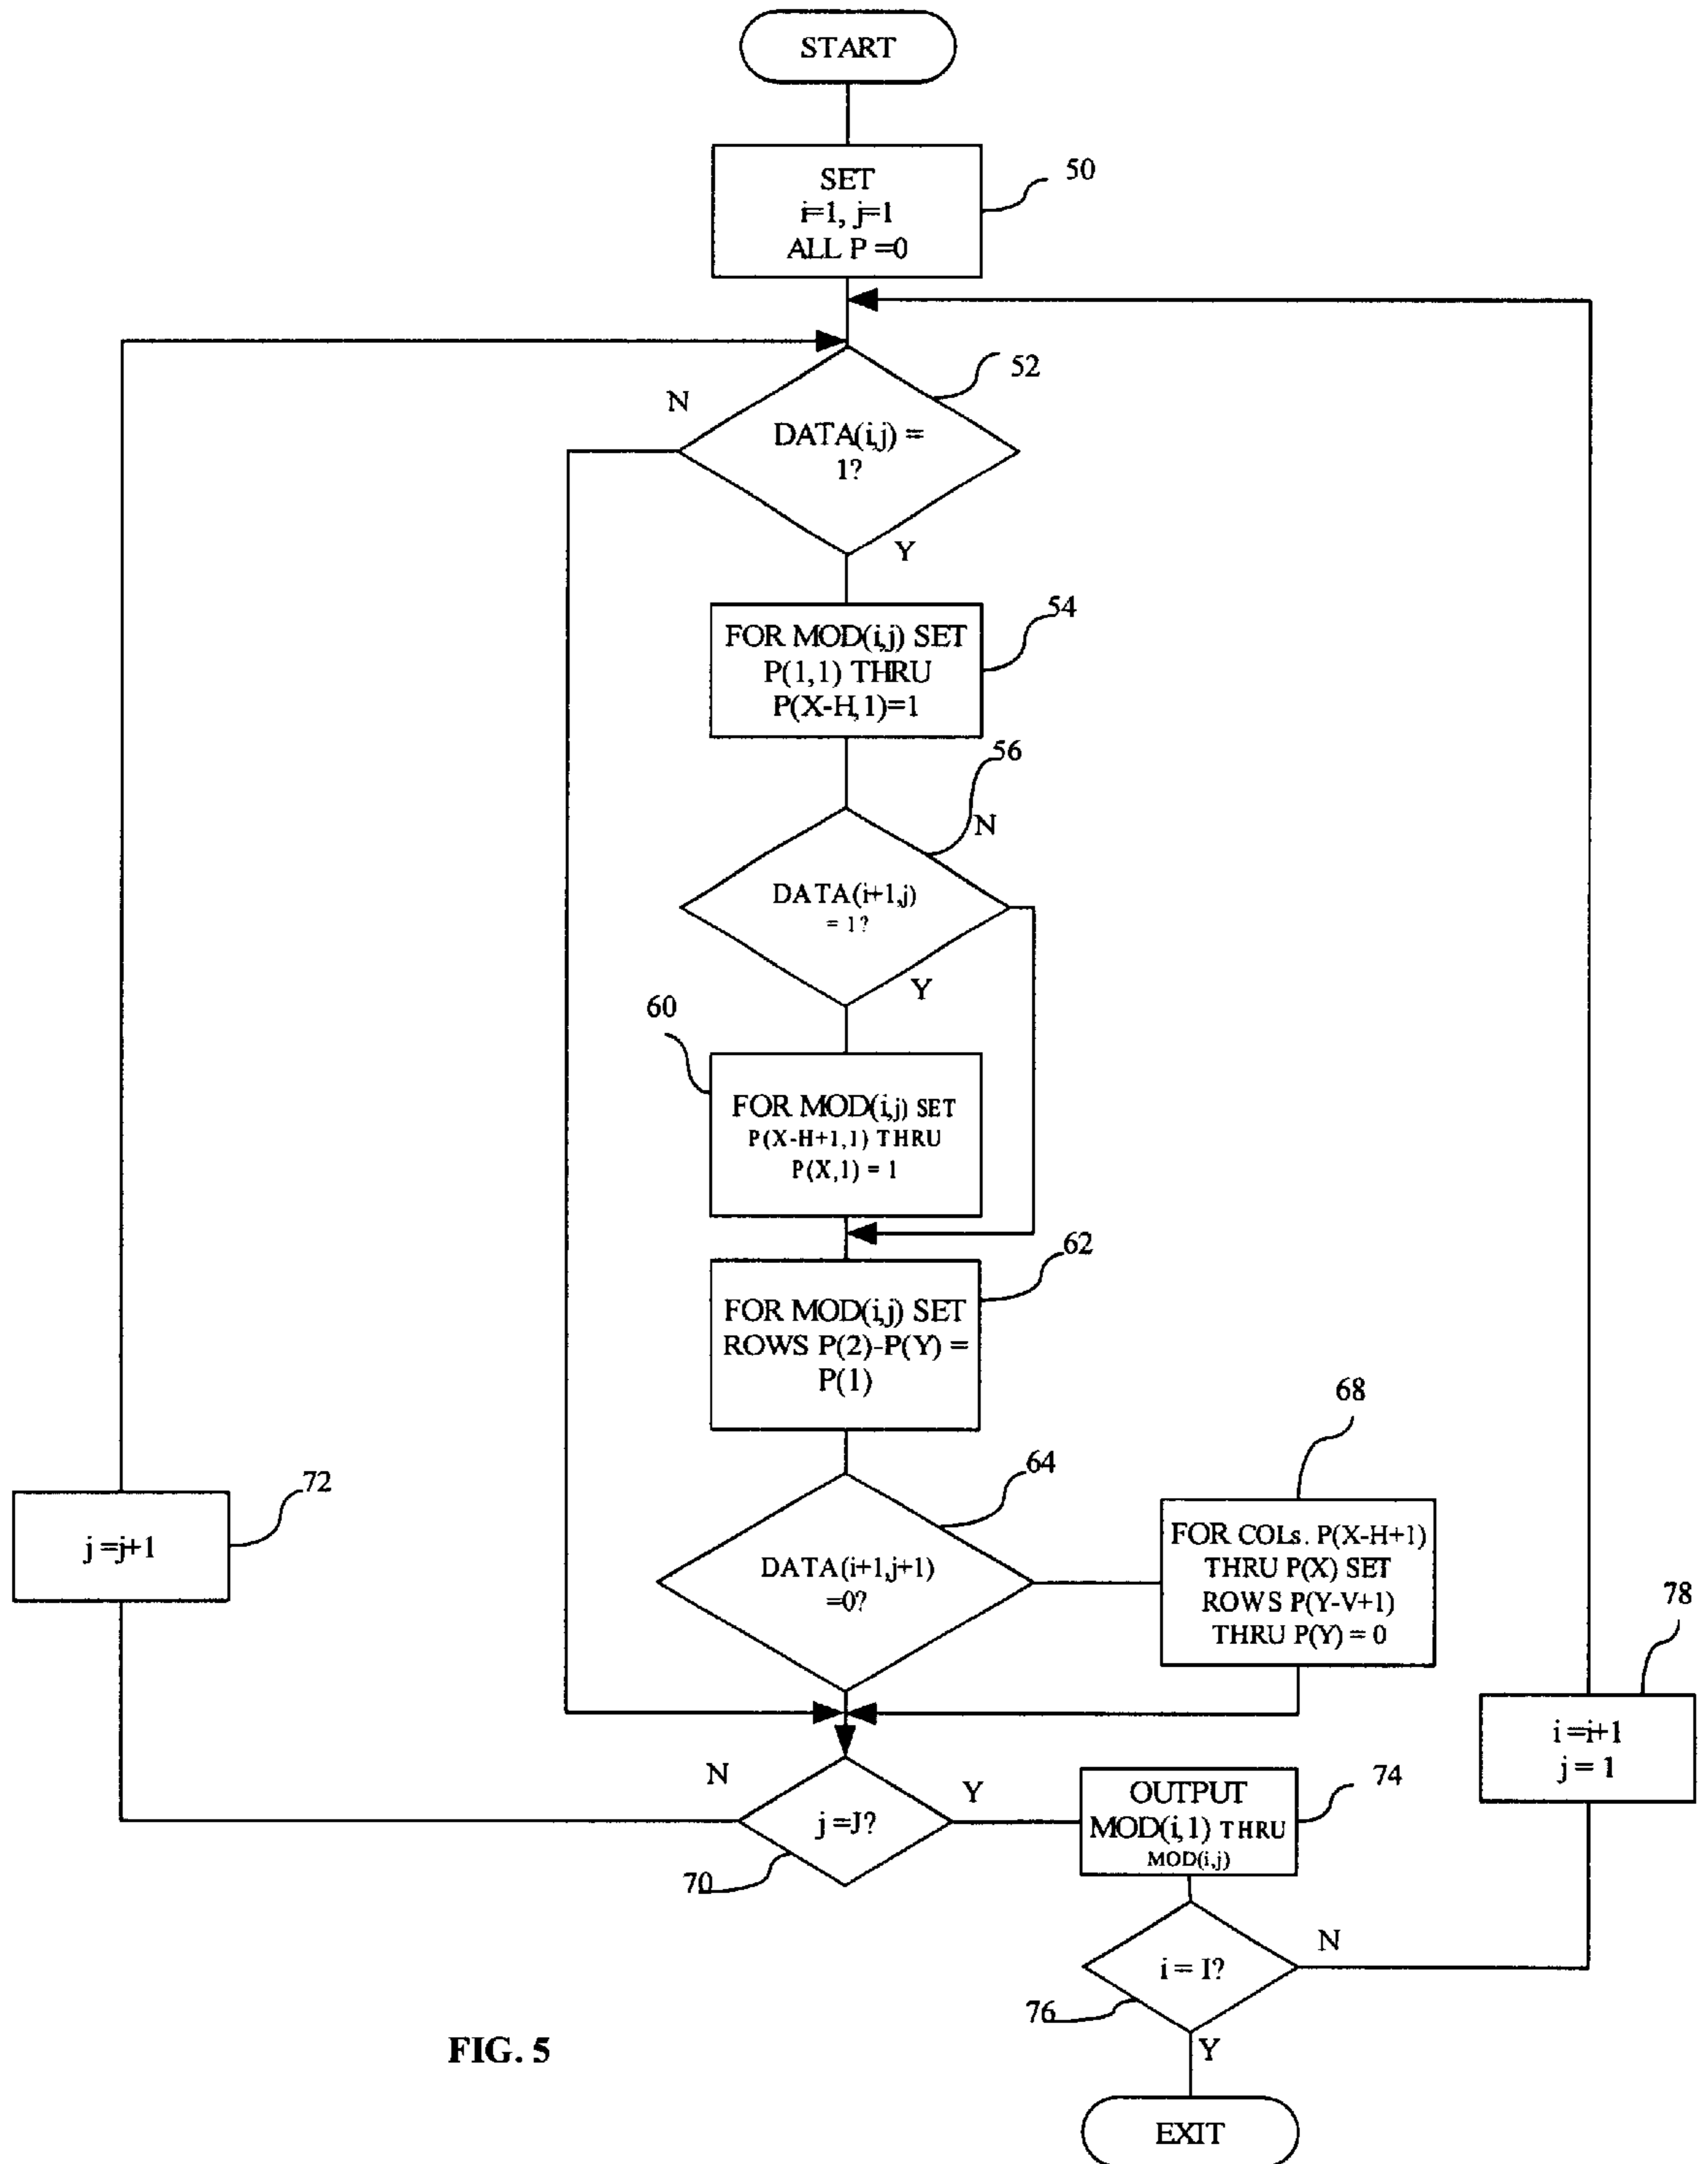 START
SET
i=1, j=1
ALL P =0
50
52
N
DATA(i,j) =
1?
Y
54
FOR MOD(i,j) SET
P(1,1) THRU
P(X-H,1)=1
56
N
DATA(i+1,j)
= 1?
Y
60
FOR MOD(i,j) SET
P(X-H+1,1) THRU
P(X,1) = 1
62
FOR MOD(i,j) SET
ROWS P(2)-P(Y) =
P(1)
68
64
72
j =j+1
DATA(i+1,j+1)
=0?
FOR COLs. P(X-H+1)
THRU P(X) SET
ROWS P(Y-V+1)
THRU P(Y) = 0
78
i =i+1
j = 1
N
j =J?
Y
70
OUTPUT
MOD(i,1) THRU
MOD(i,j)
74
i = I?
N
76
Y
FIG. 5
EXIT